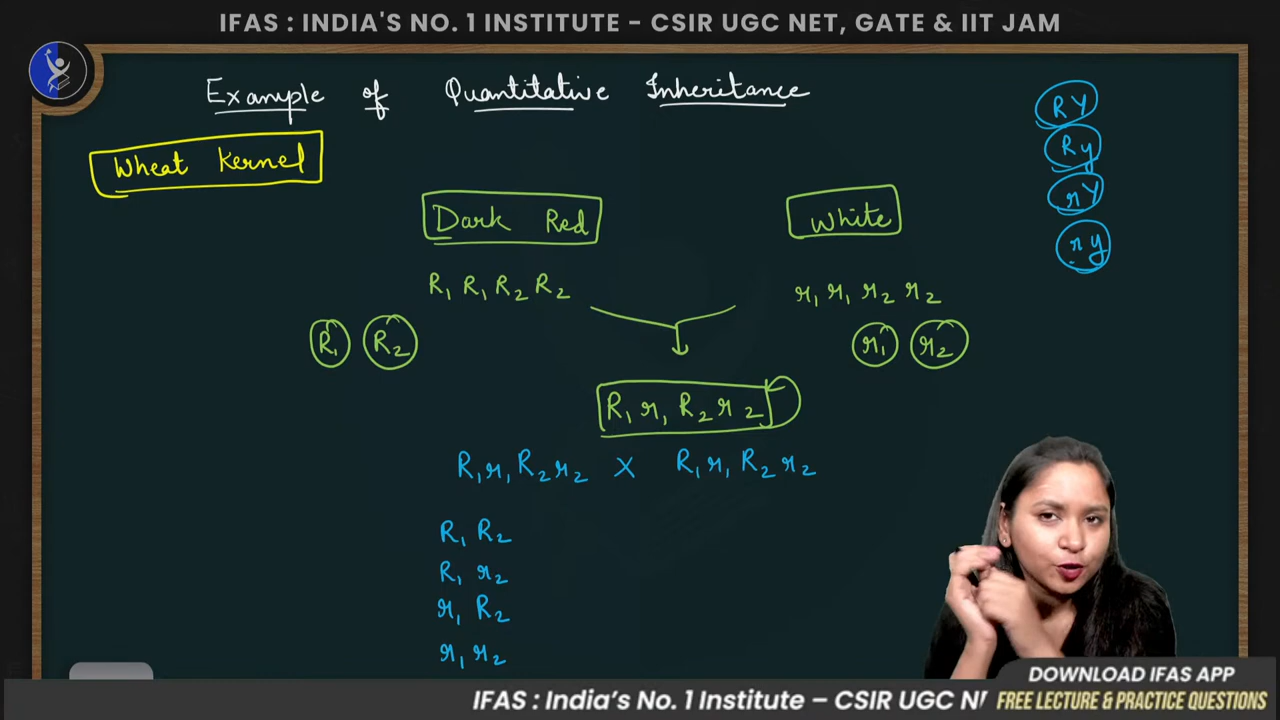 IFAS : INDIA'S NO. 1 INSTITUTE - CSIR UGC NET, GATE & IIT JAM
Example of Quantitative Inheritance
Wheat Kernel
RY
Ry
rY
ry
Dark Red
White
R₁ R₁ R₂ R₂
r₁ r₁ r₂ r₂
R₁ R₂
r₁ r₂
R₁ r₁ R₂ r₂
R₁ r₁ R₂ r₂ X R₁ r₁ R₂ r₂
R₁ R₂
R₁ r₂
r₁ R₂
r₁ r₂
DOWNLOAD IFAS APP
IFAS : India’s No. 1 Institute – CSIR UGC
FREE LECTURE & PRACTICE QUESTIONS